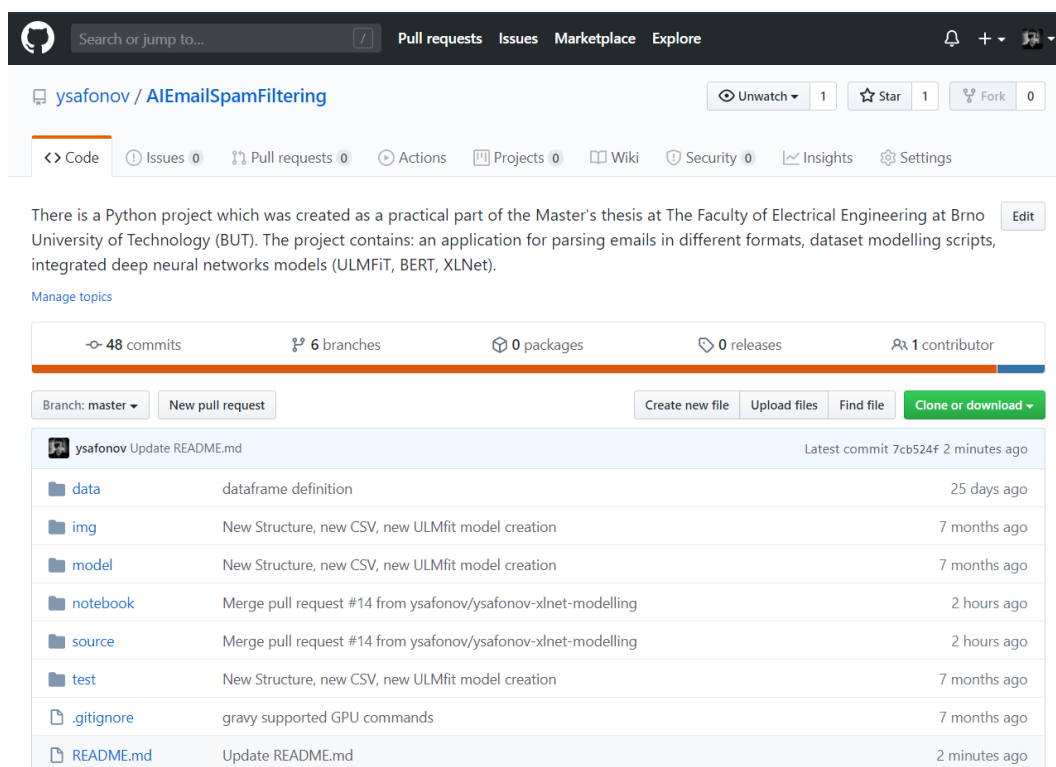 Search or jump to... / Pull requests Issues Marketplace Explore
ysafonov / AIEmailSpamFiltering Unwatch 1 Star 1 Fork 0
<> Code Issues 0 Pull requests 0 Actions Projects 0 Wiki Security 0 Insights Settings
There is a Python project which was created as a practical part of the Master's thesis at The Faculty of Electrical Engineering at Brno Edit
University of Technology (BUT). The project contains: an application for parsing emails in different formats, dataset modelling scripts,
integrated deep neural networks models (ULMFiT, BERT, XLNet).
Manage topics
48 commits 6 branches 0 packages 0 releases 1 contributor
Branch: master New pull request Create new file Upload files Find file Clone or download
ysafonov Update README.md Latest commit 7cb524f 2 minutes ago
data dataframe definition 25 days ago
img New Structure, new CSV, new ULMfit model creation 7 months ago
model New Structure, new CSV, new ULMfit model creation 7 months ago
notebook Merge pull request #14 from ysafonov/ysafonov-xlnet-modelling 2 hours ago
source Merge pull request #14 from ysafonov/ysafonov-xlnet-modelling 2 hours ago
test New Structure, new CSV, new ULMfit model creation 7 months ago
.gitignore gravy supported GPU commands 7 months ago
README.md Update README.md 2 minutes ago